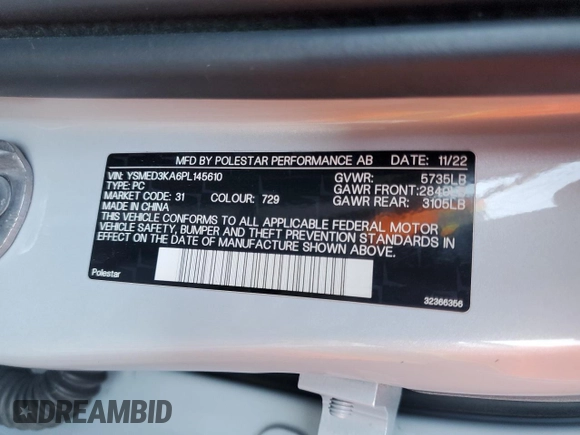 MFD BY POLESTAR PERFORMANCE AB DATE: 11/22
VIN: YSMED3KA6PL145610 GVWR: 5735LB
TYPE: PC GAWR FRONT:
MARKET CODE: 31 COLOUR: 729 GAWR REAR: 3105LB
MADE IN CHINA
THIS VEHICLE CONFORMS TO ALL APPLICABLE FEDERAL MOTOR
VEHICLE SAFETY, BUMPER AND THEFT PREVENTION STANDARDS IN
EFFECT ON THE DATE OF MANUFACTURE SHOWN ABOVE.
Polestar 32366356
DREAMBID